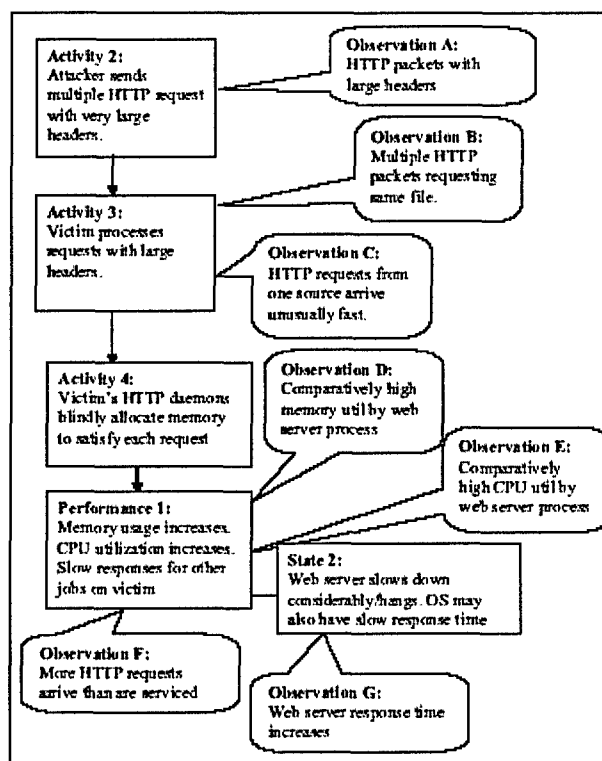 Activity 2:
Attacker sends
multiple HTTP request
with very large
headers.
Observation A:
HTTP packets with
large headers
Observation B:
Multiple HTTP
packets requesting
same file.
Activity 3:
Victim processes
requests with large
headers.
Observation C:
HTTP requests from
one source arrive
unusually fast.
Activity 4:
Victim's HTTP daemons
blindly allocate memory
to satisfy each request
Observation D:
Comparatively high
memory util by web
server process
Observation E:
Comparatively
high CPU util by
web server process
Performance 1:
Memory usage increases.
CPU utilization increases.
Slow responses for other
jobs on victim
State 2:
Web server slows down
considerably/hangs. OS may
also have slow response time
Observation F:
More HTTP requests
arrive than are serviced
Observation G:
Web server response time
increases